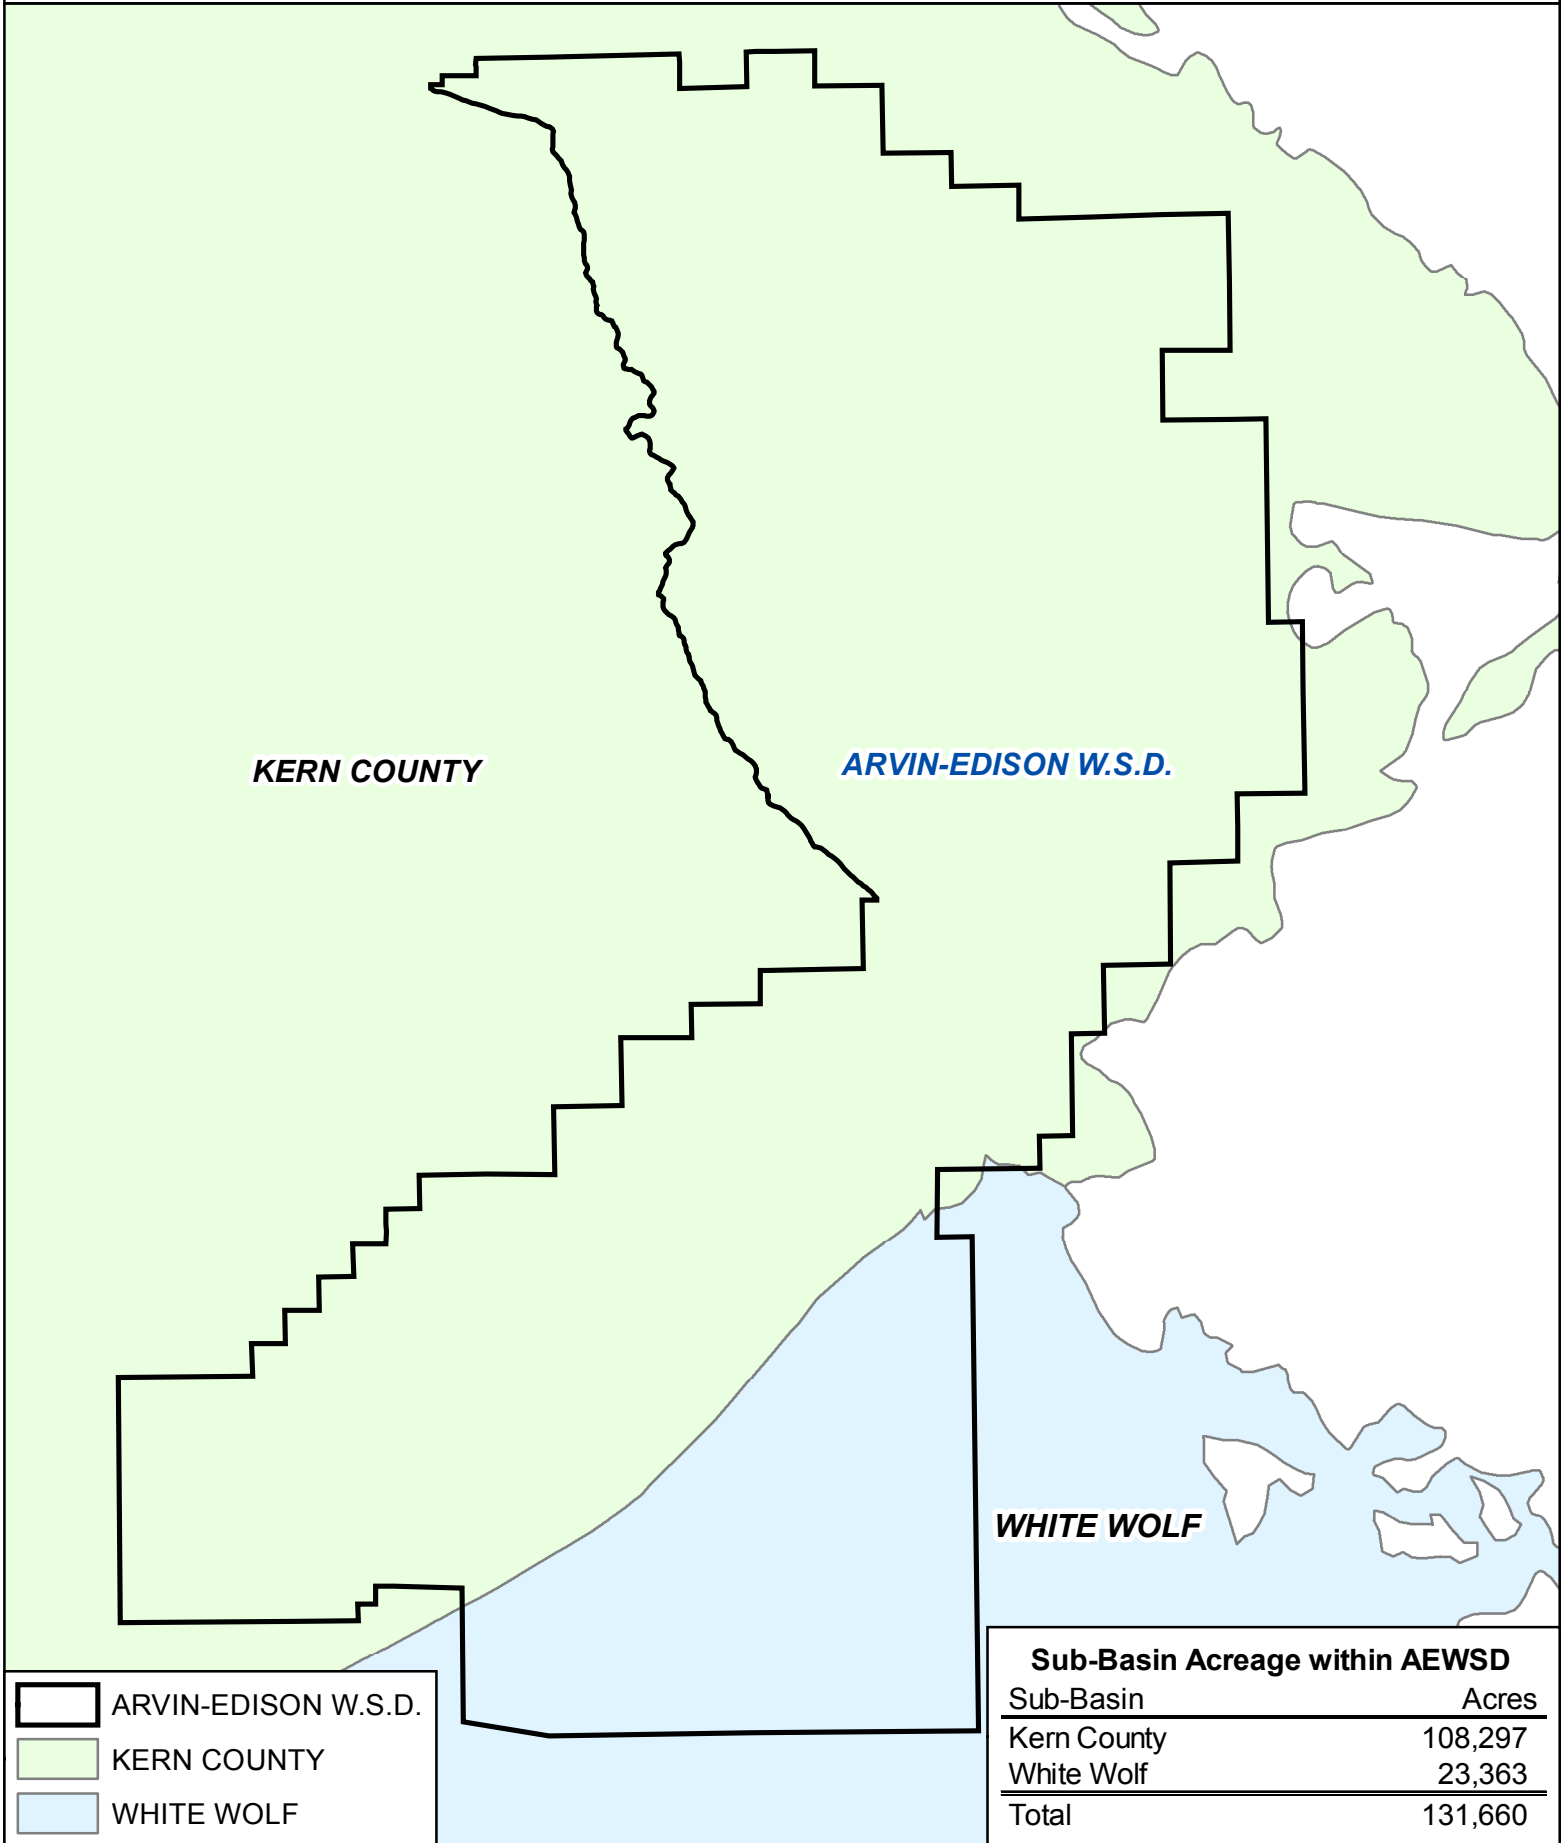 KERN COUNTY
ARVIN-EDISON W.S.D.
WHITE WOLF
ARVIN-EDISON W.S.D.
KERN COUNTY
WHITE WOLF
Sub-Basin Acreage within AEWSD
Sub-Basin Acres
Kern County 108,297
White Wolf 23,363
Total 131,660